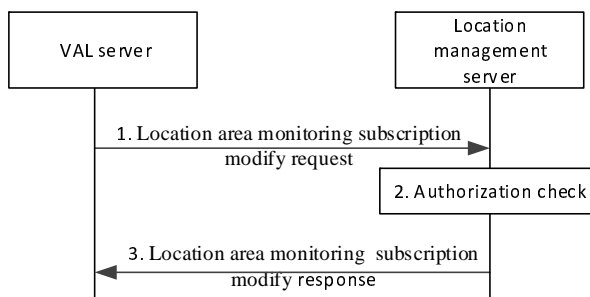 VAL server
Location
management
server
1. Location area monitoring subscription
modify request
2. Authorization check
3. Location area monitoring subscription
modify response